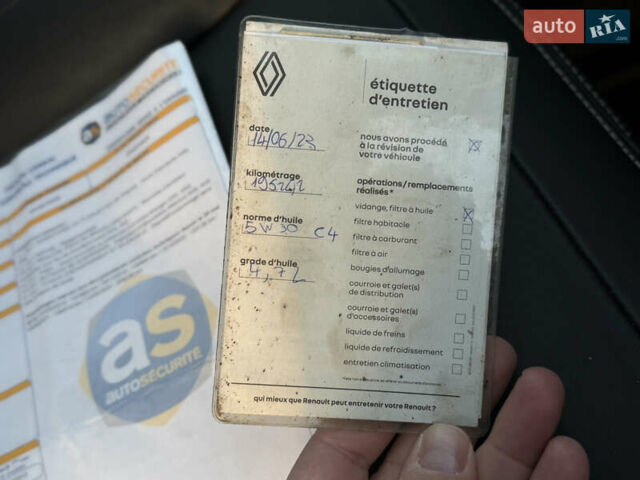 auto RIA.com
étiquette
d'entretien
date
14/06/23
nous avons procédé
à la révision de
votre véhicule
kilométrage
opérations/remplacements
réalisés*
norme d'huile
5W30 C4
grade d'huile
4,7L
vidange, filtre à huile
filtre habitacle
filtre à carburant
filtre à air
bougies d'allumage
courroie et galet(s)
de distribution
courroie et galet(s)
d'accessoires
liquide de freins
liquide de refroidissement
entretien climatisation
qui mieux que Renault peut entretenir votre Renault?
as
AUTOSÉCURITÉ